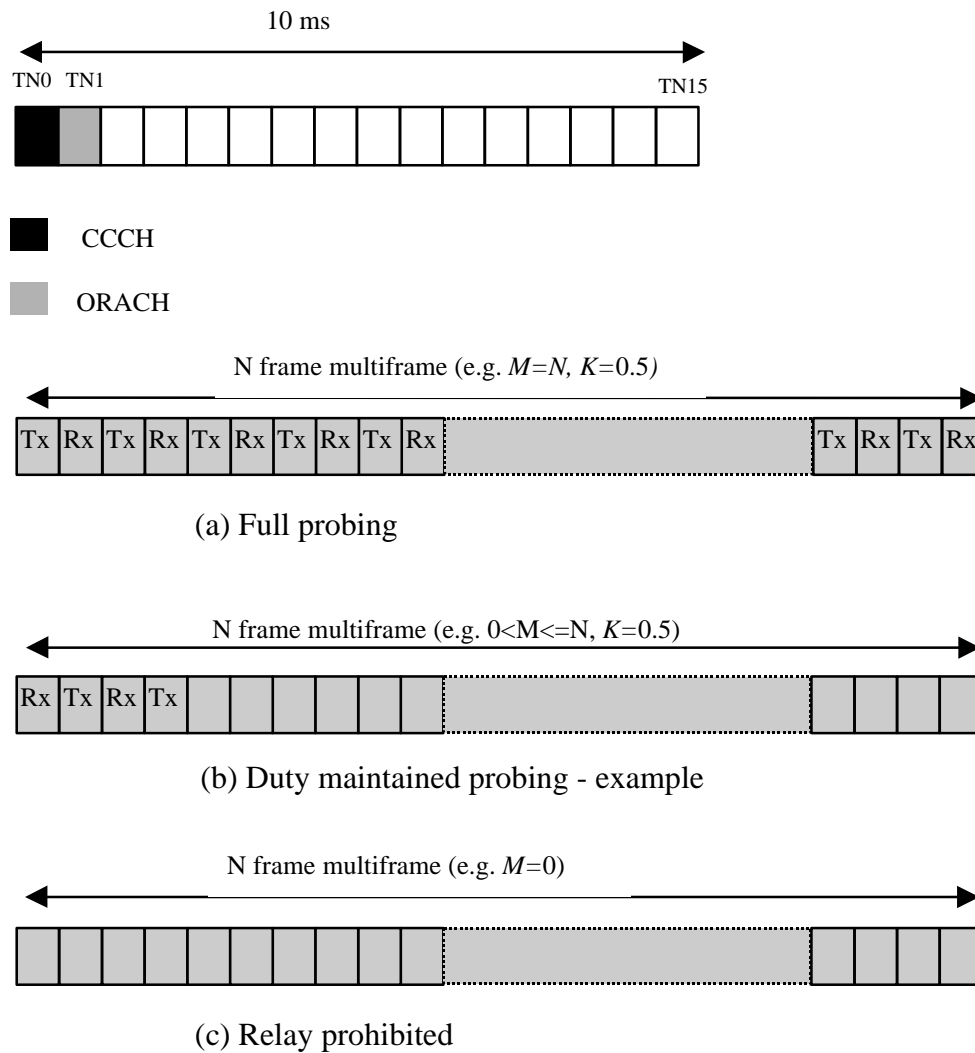 10 ms
TN0 TN1 TN15
CCCH
ORACH
N frame multiframe (e.g. M=N, K=0.5)
Tx Rx Tx Rx Tx Rx Tx Rx Tx Rx Tx Rx Tx Rx
(a) Full probing
N frame multiframe (e.g. 0<M<=N, K=0.5)
Rx Tx Rx Tx
(b) Duty maintained probing - example
N frame multiframe (e.g. M=0)
(c) Relay prohibited